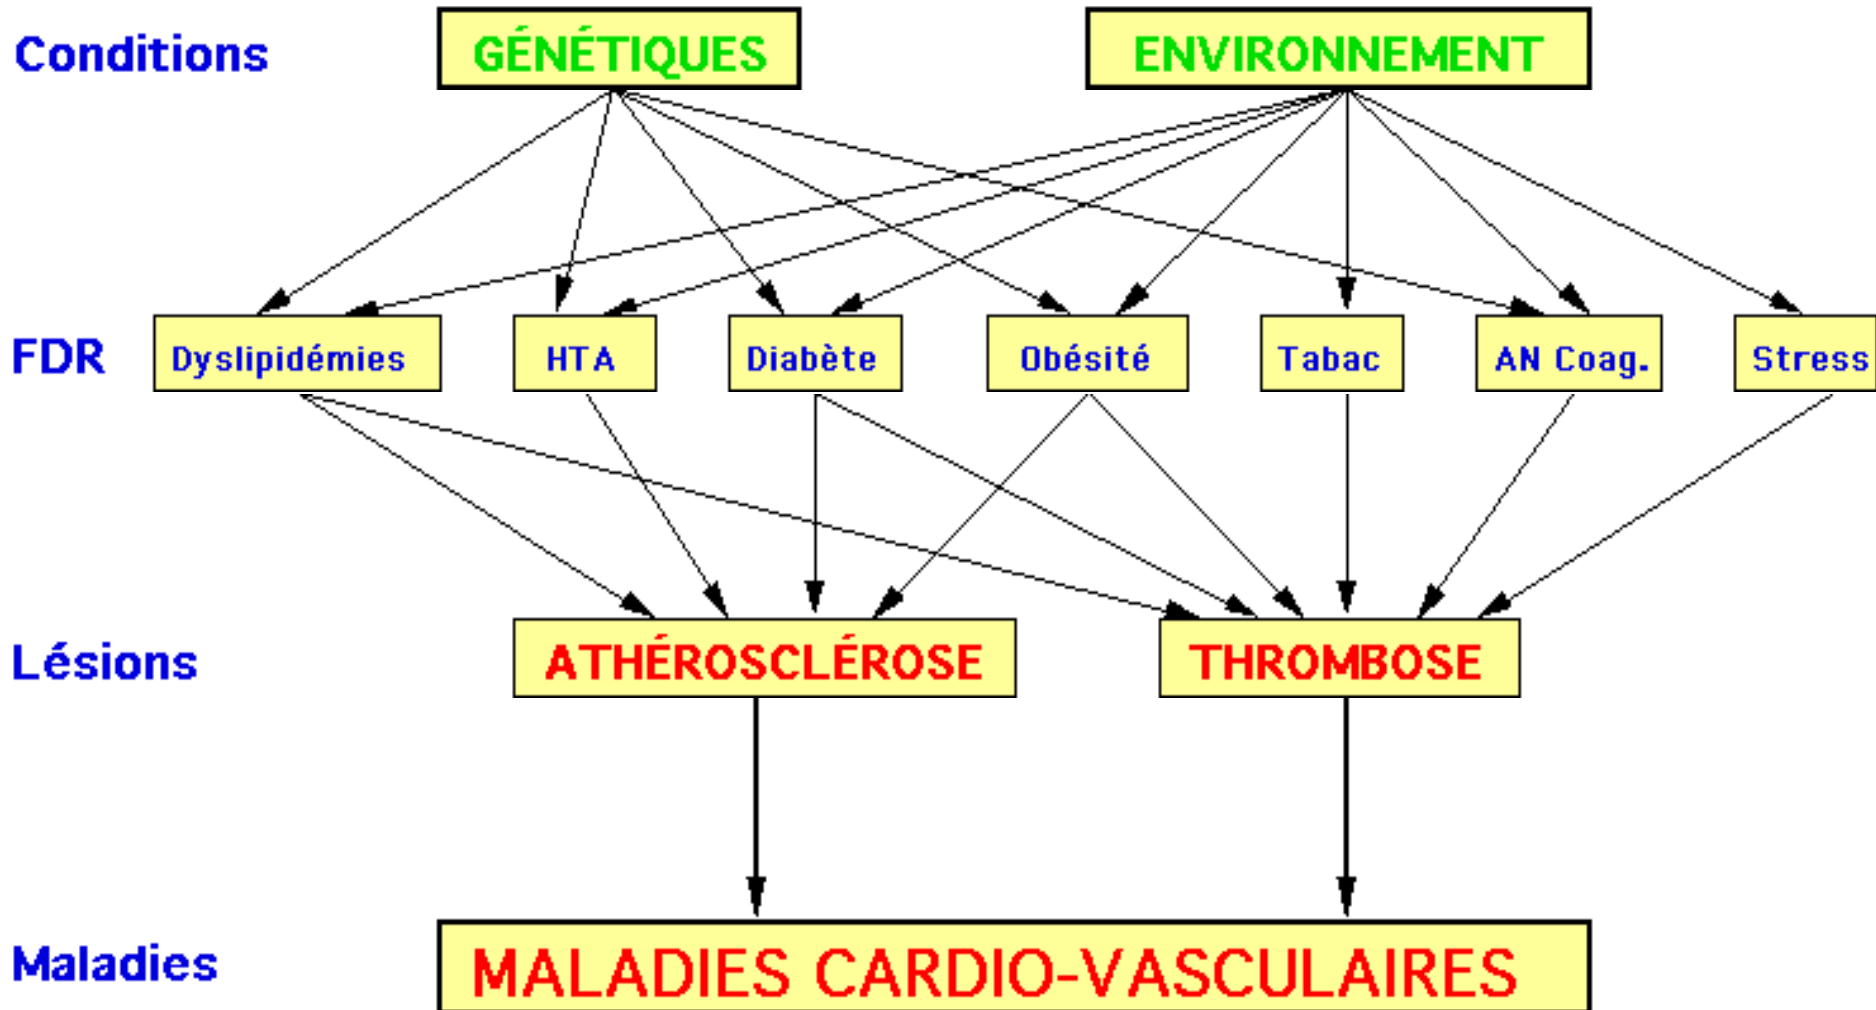 Conditions GÉNÉTIQUES ENVIRONNEMENT
FDR Dyslipidémies HTA Diabète Obésité Tabac AN Coag. Stress
Lésions ATHÉROSCLÉROSE THROMBOSE
Maladies MALADIES CARDIO-VASCULAIRES